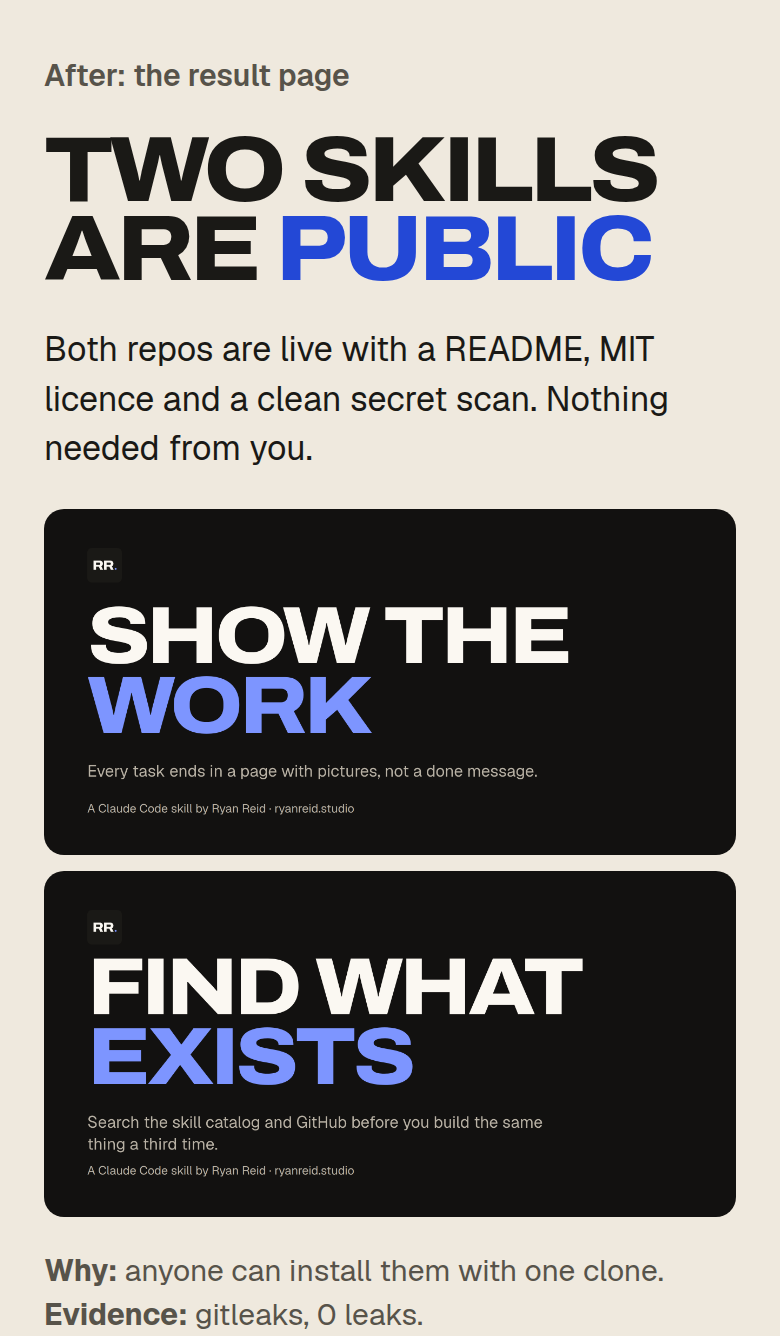 After: the result page
TWO SKILLS
ARE PUBLIC
Both repos are live with a README, MIT
licence and a clean secret scan. Nothing
needed from you.
RR.
SHOW THE
WORK
Every task ends in a page with pictures, not a done message.
A Claude Code skill by Ryan Reid · ryanreid.studio
RR.
FIND WHAT
EXISTS
Search the skill catalog and GitHub before you build the same
thing a third time.
A Claude Code skill by Ryan Reid · ryanreid.studio
Why: anyone can install them with one clone.
Evidence: gitleaks, 0 leaks.